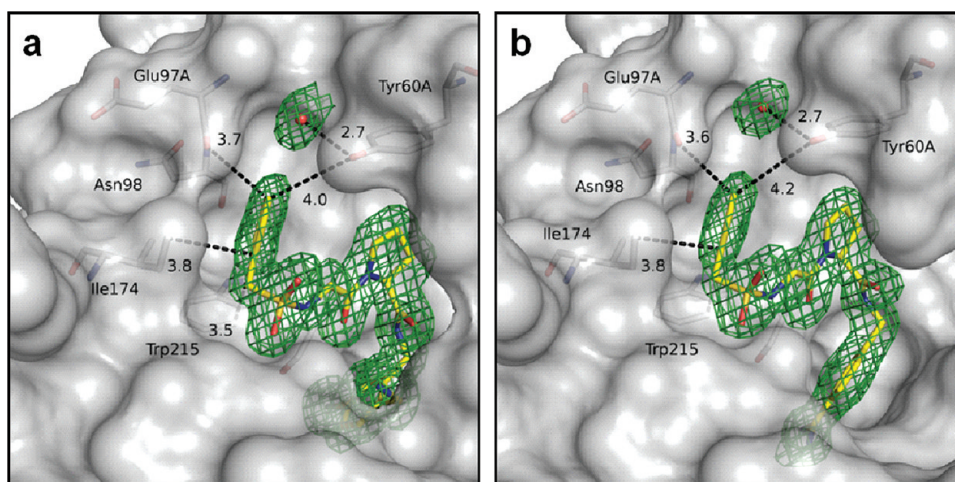 a
Glu97A
Tyr60A
3.7
2.7
Asn98
4.0
3.8
Ile174
3.5
Trp215
b
Glu97A
3.6
2.7
Tyr60A
Asn98
4.2
Ile174
3.8
Trp215